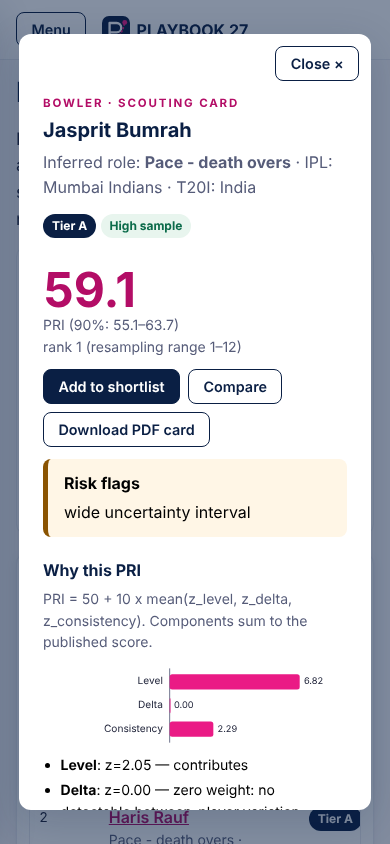 Menu PLAYBOOK 27
Close ×
BOWLER · SCOUTING CARD
Jasprit Bumrah
Inferred role: Pace - death overs · IPL:
Mumbai Indians · T20I: India
Tier A High sample
59.1
PRI (90%: 55.1–63.7)
rank 1 (resampling range 1–12)
Add to shortlist Compare
Download PDF card
Risk flags
wide uncertainty interval
Why this PRI
PRI = 50 + 10 x mean(z_level, z_delta,
z_consistency). Components sum to the
published score.
Level 6.82
Delta 0.00
Consistency 2.29
• Level: z=2.05 — contributes
• Delta: z=0.00 — zero weight: no
2 Haris Rauf Tier A
Pace - death overs ·